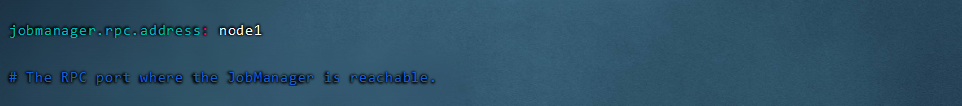 jobmanager.rpc.address: node1
# The RPC port where the JobManager is reachable.